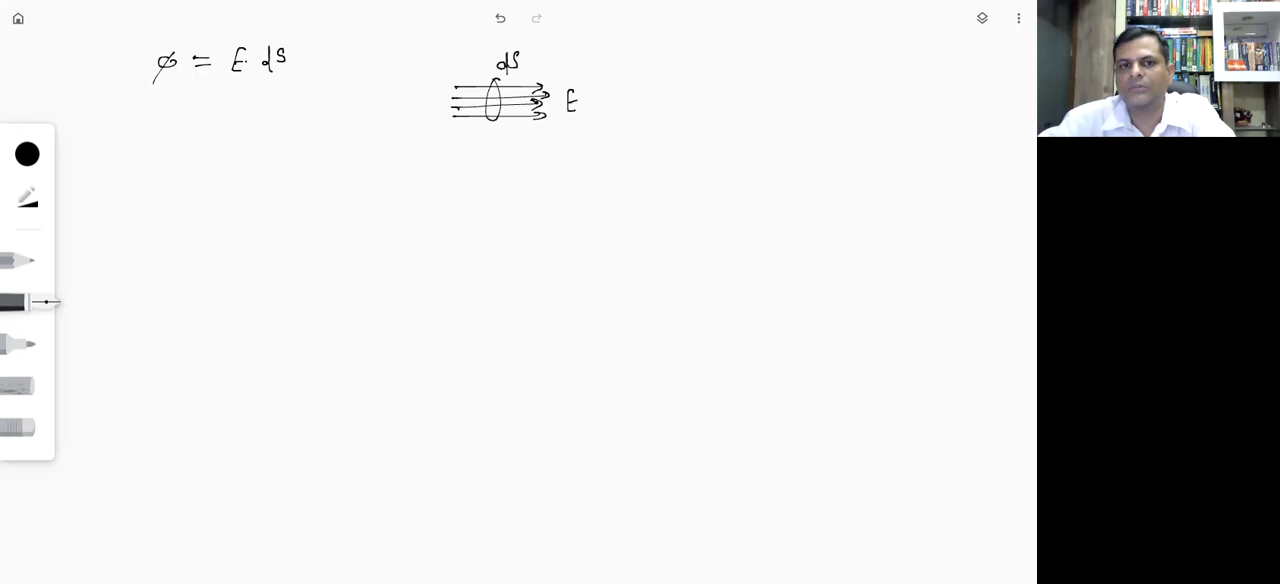 φ = E. ds
ds
E